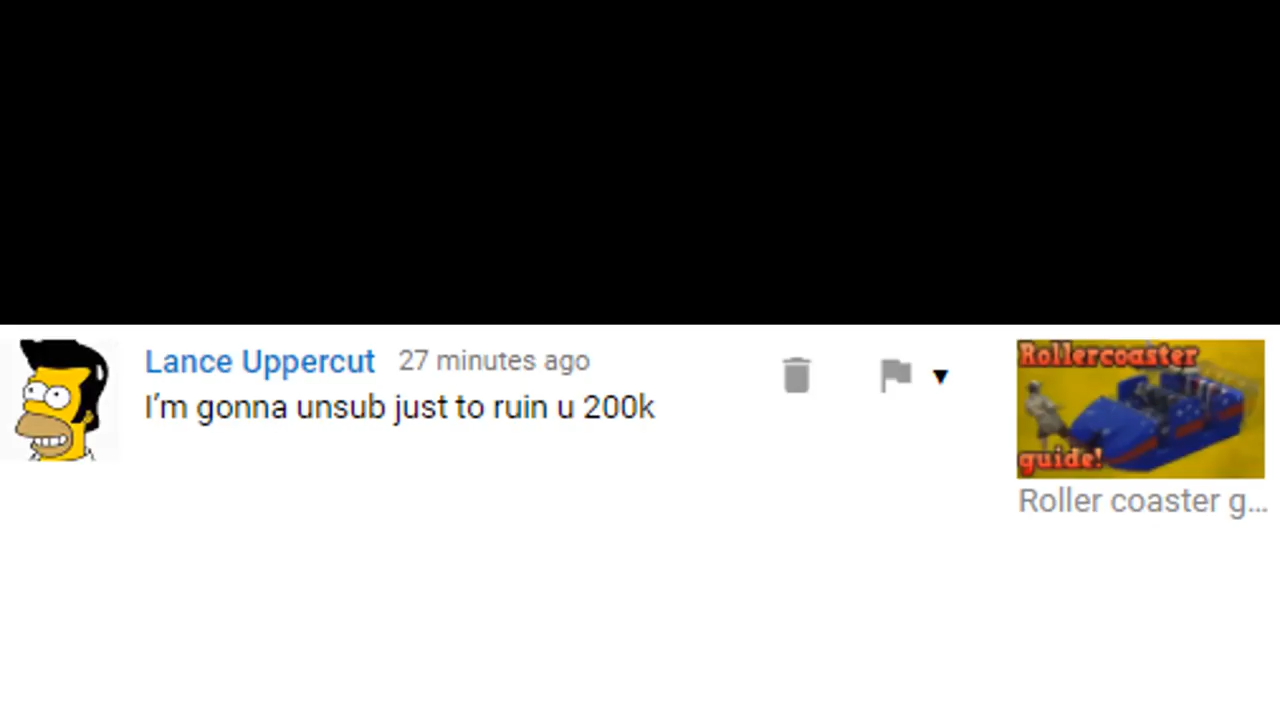 Lance Uppercut 27 minutes ago
I'm gonna unsub just to ruin u 200k
Rollercoaster
guide!
Roller coaster g...